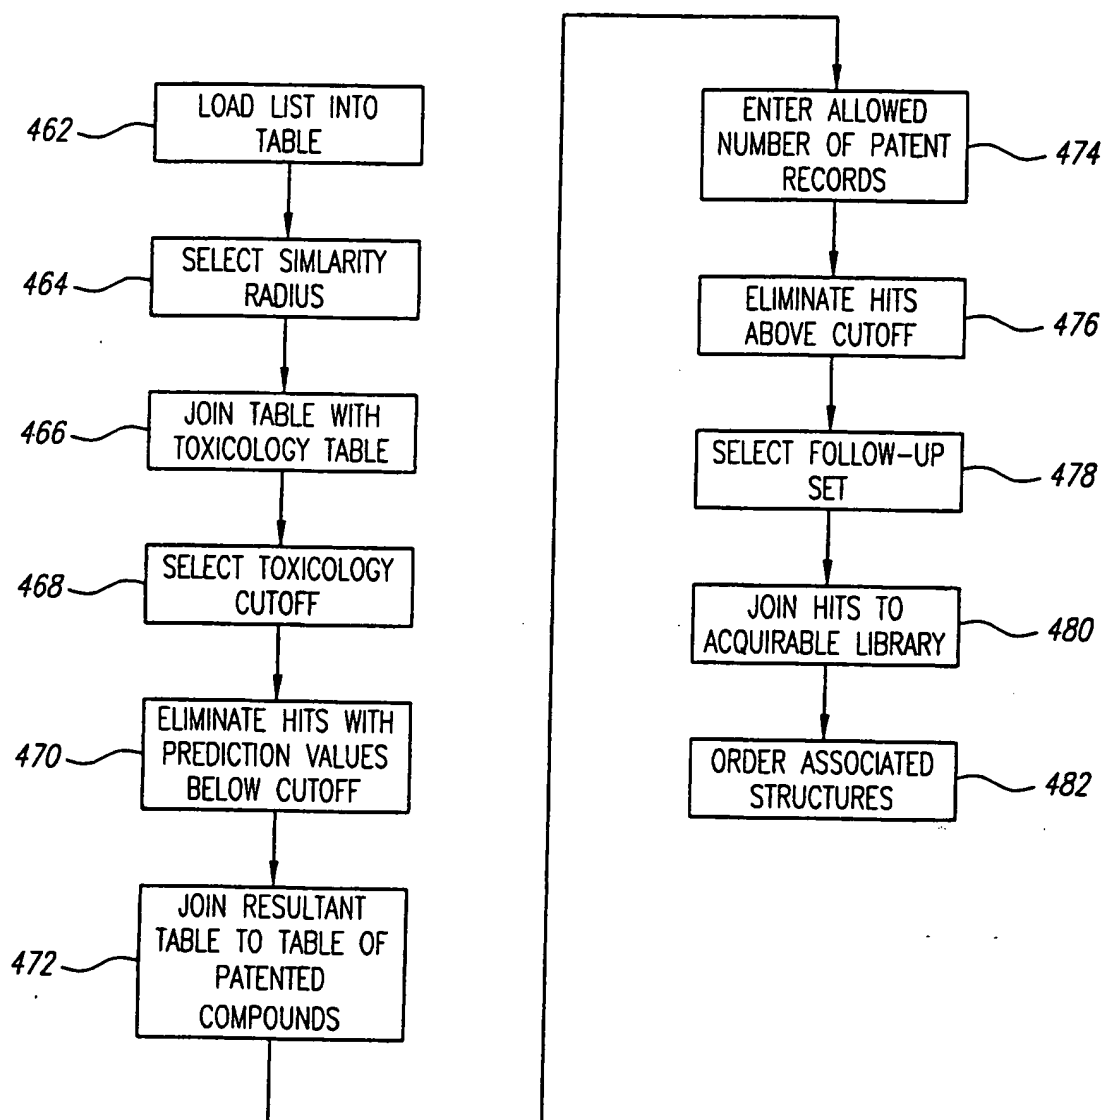 462
LOAD LIST INTO
TABLE
464
SELECT SIMLARITY
RADIUS
466
JOIN TABLE WITH
TOXICOLOGY TABLE
468
SELECT TOXICOLOGY
CUTOFF
470
ELIMINATE HITS WITH
PREDICTION VALUES
BELOW CUTOFF
472
JOIN RESULTANT
TABLE TO TABLE OF
PATENTED
COMPOUNDS
ENTER ALLOWED
NUMBER OF PATENT
RECORDS
474
ELIMINATE HITS
ABOVE CUTOFF
476
SELECT FOLLOW-UP
SET
478
JOIN HITS TO
ACQUIRABLE LIBRARY
480
ORDER ASSOCIATED
STRUCTURES
482